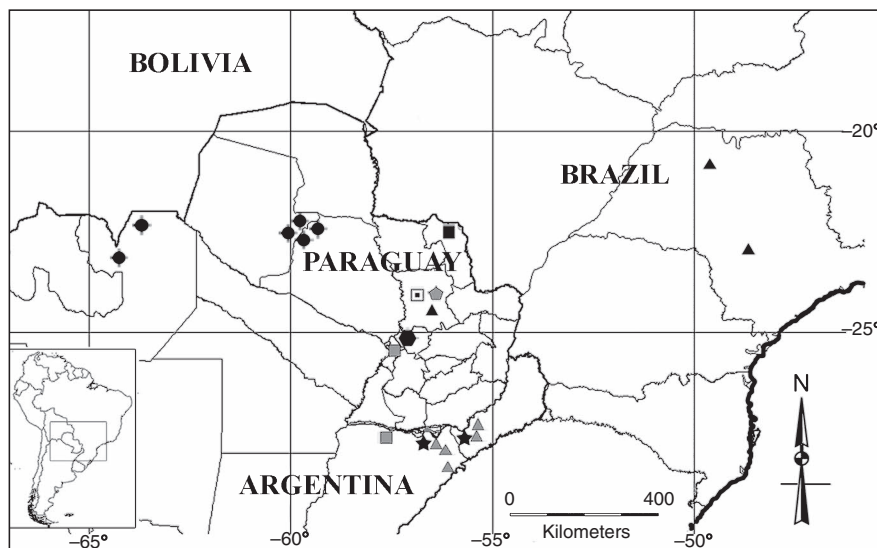 BOLIVIA
–20°
BRAZIL
PARAGUAY
–25°
N
ARGENTINA
0 400
Kilometers
–65° –60° –55° –50°